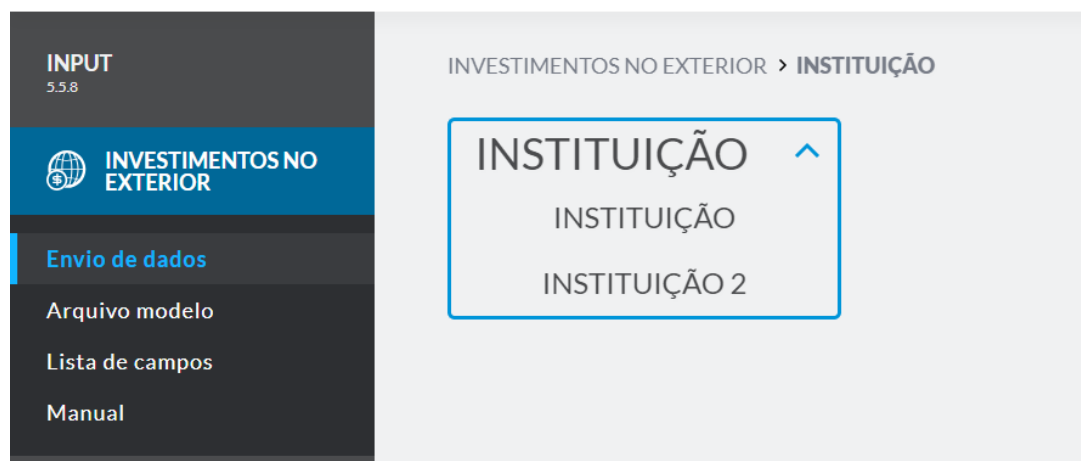 INPUT
5.5.8
INVESTIMENTOS NO
EXTERIOR
Envio de dados
Arquivo modelo
Lista de campos
Manual
INVESTIMENTOS NO EXTERIOR > INSTITUIÇÃO
INSTITUIÇÃO
INSTITUIÇÃO
INSTITUIÇÃO 2